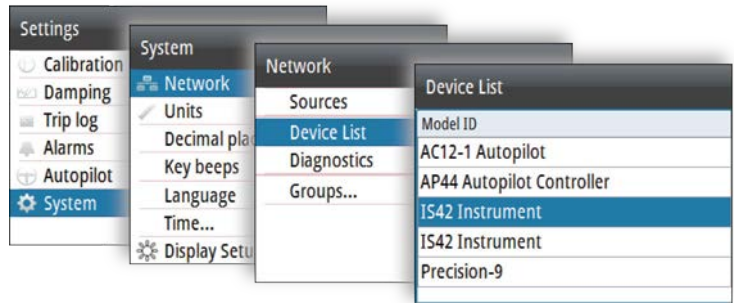 Settings
Calibration
Damping
Trip log
Alarms
Autopilot
System
System
Network
Units
Decimal
Key beeps
Language
Time...
Display
Network
Sources
Device List
Diagnostics
Groups...
Device List
Model ID
AC12-1 Autopilot
AP44 Autopilot Controller
IS42 Instrument
IS42 Instrument
Precision-9